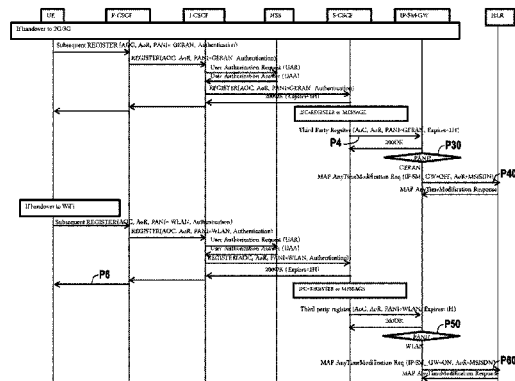 UE P-CSCF I-CSCF HSS S-CSCF IP-SM-GW HLR
If handover to 2G/3G
Subsequent REGISTER (AOC, AoR, PANI= GERAN, Authentication)
REGISTER(AOC, AoR, PANI=GERAN, Authentication)
User Authorization Request (UAR)
User Authorization Answer (UAA)
REGISTER(AOC, AoR, PANI=GERAN, Authentication)
200OK (Expires=1H)
iFC=REGISTER or MESSAGE
Third Party Register (AoC, AoR, PANI=GERAN, Expires=1H)
P4
200OK
P30
PANI?
GERAN
P40
MAP AnyTimeModification Req (IP-SM_GW=OFF, AoR=MSISDN)
MAP AnyTimeModification Response
If handover to WiFi
Subsequent REGISTER(AOC, AoR, PANI= WLAN, Authentication)
REGISTER(AOC, AoR, PANI=WLAN, Authentication)
User Authorization Request (UAR)
User Authorization Answer (UAA)
REGISTER(AOC, AoR, PANI=WLAN, Authentication)
P6
200OK (Expires=1H)
iFC=REGISTER or MESSAGE
Third party register (AoC, AoR, PANI=WLAN, Expires=1H)
200OK
P50
PANI?
WLAN
P60
MAP AnyTimeModification Req (IP-SM_GW=ON, AoR=MSISDN)
MAP AnyTimeModification Response